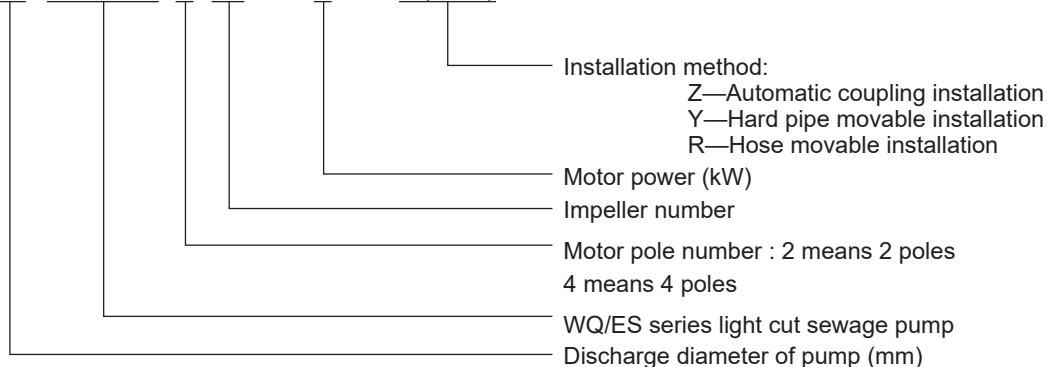 Installation method:
Z—Automatic coupling installation
Y—Hard pipe movable installation
R—Hose movable installation
Motor power (kW)
Impeller number
Motor pole number : 2 means 2 poles
4 means 4 poles
WQ/ES series light cut sewage pump
Discharge diameter of pump (mm)